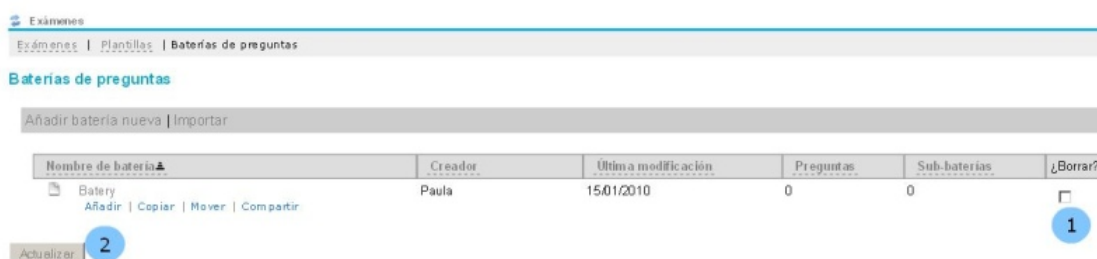 Exámenes
Exámenes | Plantillas | Baterías de preguntas
Baterías de preguntas
Añadir batería nueva | Importar
Nombre de batería Creador Última modificación Preguntas Sub-baterías ¿Borrar?
Batery Paula 15/01/2010 0 0
Añadir | Copiar | Mover | Compartir
1
Actualizar 2